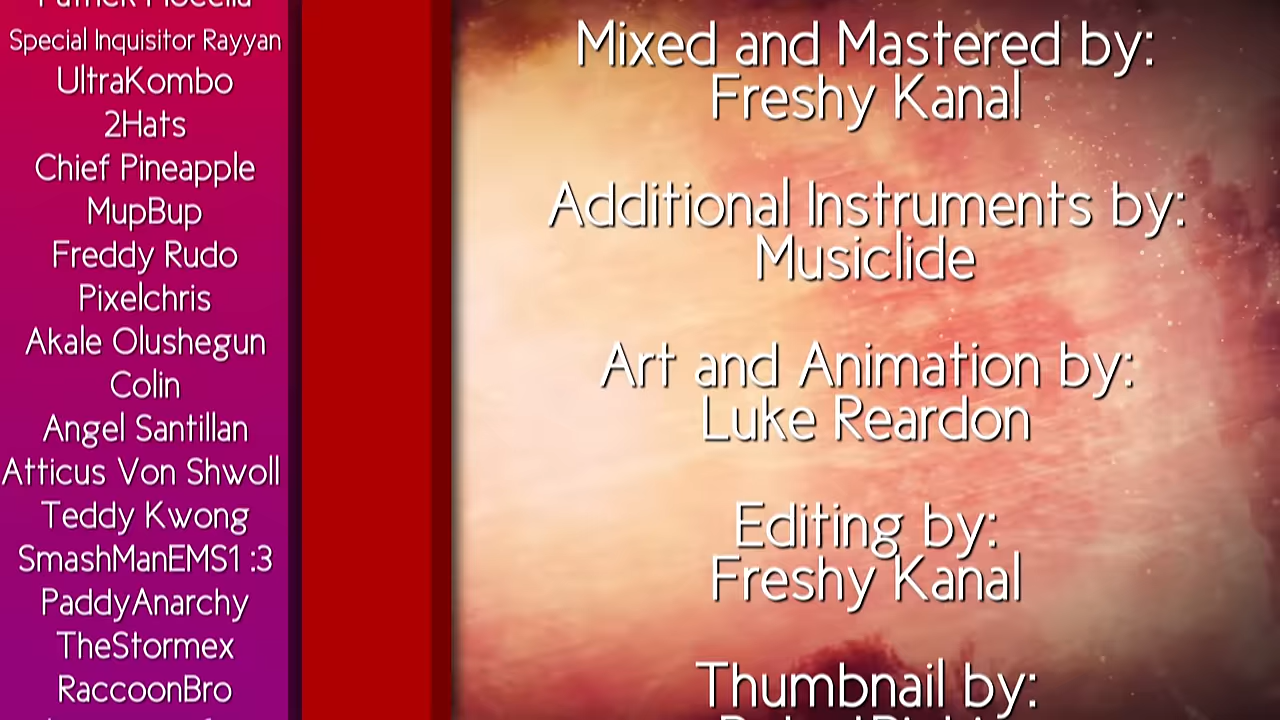 Special Inquisitor Rayyan
UltraKombo
2Hats
Chief Pineapple
MupBup
Freddy Rudo
Pixelchris
Akale Olushegun
Colin
Angel Santillan
Atticus Von Shwoll
Teddy Kwong
SmashManEMS1 :3
PaddyAnarchy
TheStormex
RaccoonBro
Mixed and Mastered by:
Freshy Kanal
Additional Instruments by:
Musiclide
Art and Animation by:
Luke Reardon
Editing by:
Freshy Kanal
Thumbnail by: